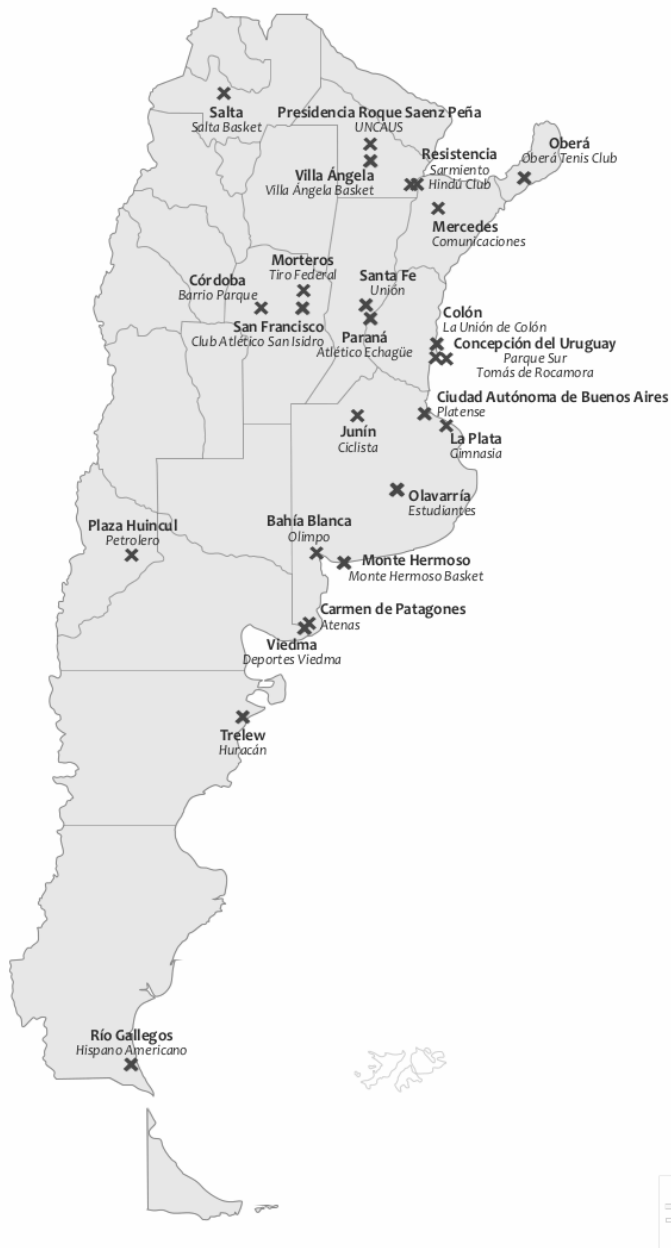 Salta
Salta Basket
Presidencia Roque Saenz Peña
UNCAUS
Oberá
Oberá Tenis Club
Resistencia
Sarmiento
Hindú Club
Villa Ángela
Villa Ángela Basket
Mercedes
Comunicaciones
Morteros
Tiro Federal
Santa Fe
Unión
Córdoba
Barrio Parque
San Francisco
Club Atlético San Isidro
Paraná
Atlético Echagüe
Colón
La Unión de Colón
Concepción del Uruguay
Parque Sur
Tomás de Rocamora
Ciudad Autónoma de Buenos Aires
Platense
Junín
Ciclista
La Plata
Gimnasia
Olavarría
Estudiantes
Plaza Huincul
Petrolero
Bahía Blanca
Olimpo
Monte Hermoso
Monte Hermoso Basket
Carmen de Patagones
Atenas
Viedma
Deportes Viedma
Trelew
Huracán
Río Gallegos
Hispano Americano